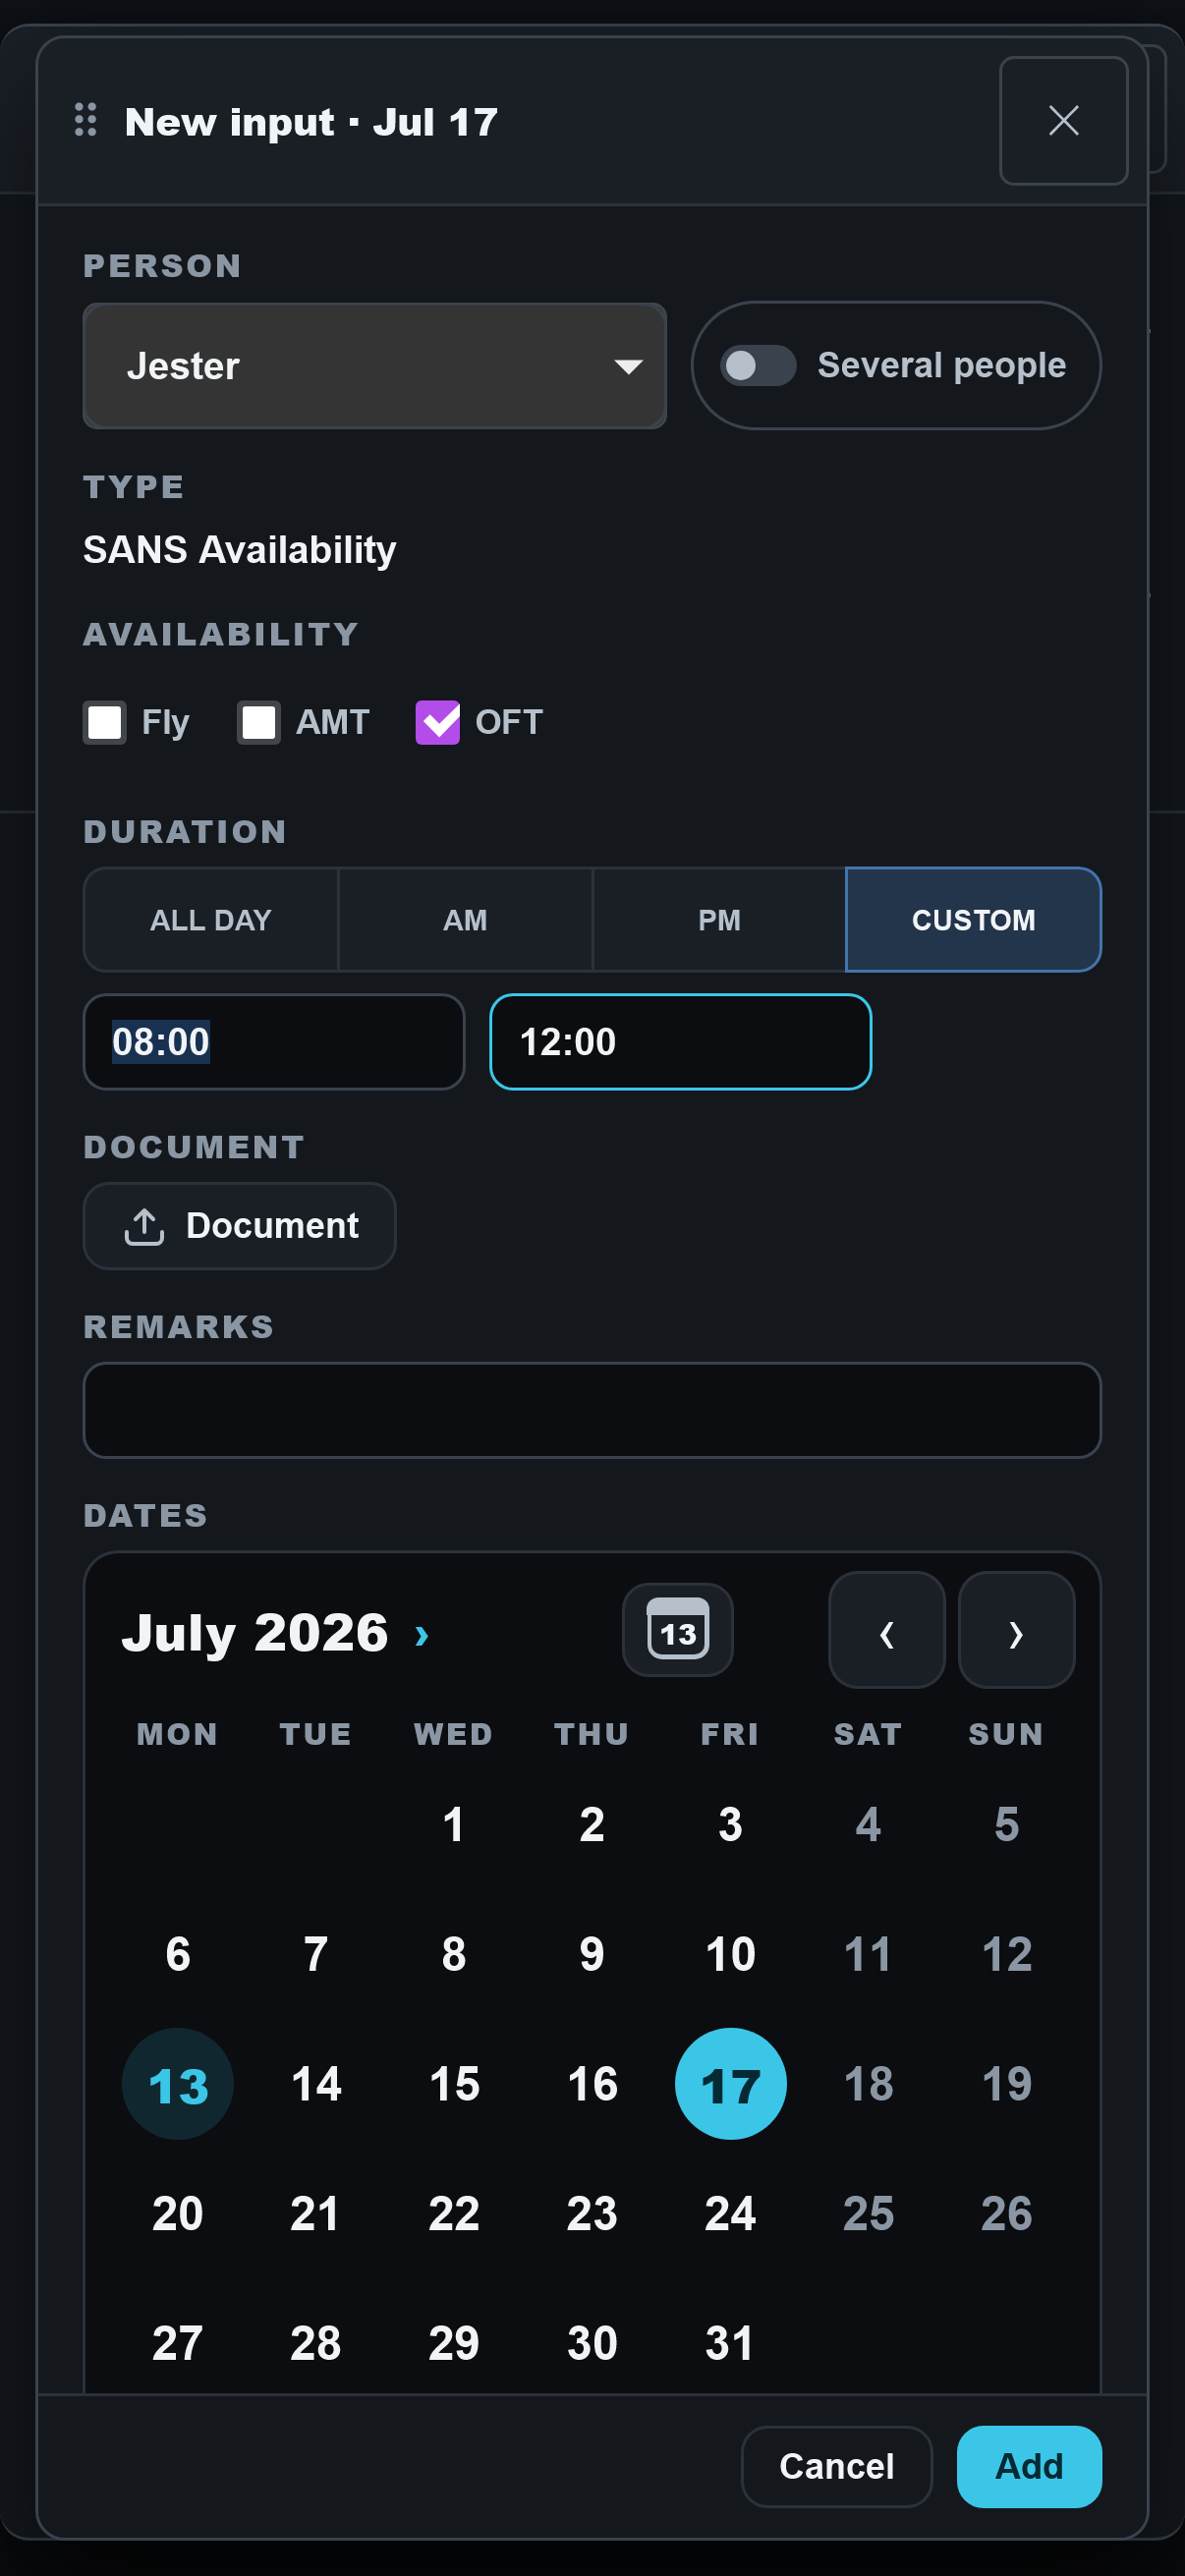 New input · Jul 17
PERSON
Jester
Several people
TYPE
SANS Availability
AVAILABILITY
Fly AMT OFT
DURATION
ALL DAY AM PM CUSTOM
08:00 12:00
DOCUMENT
Document
REMARKS
DATES
July 2026 › 13 ‹ ›
MON TUE WED THU FRI SAT SUN
1 2 3 4 5
6 7 8 9 10 11 12
13 14 15 16 17 18 19
20 21 22 23 24 25 26
27 28 29 30 31
Cancel Add